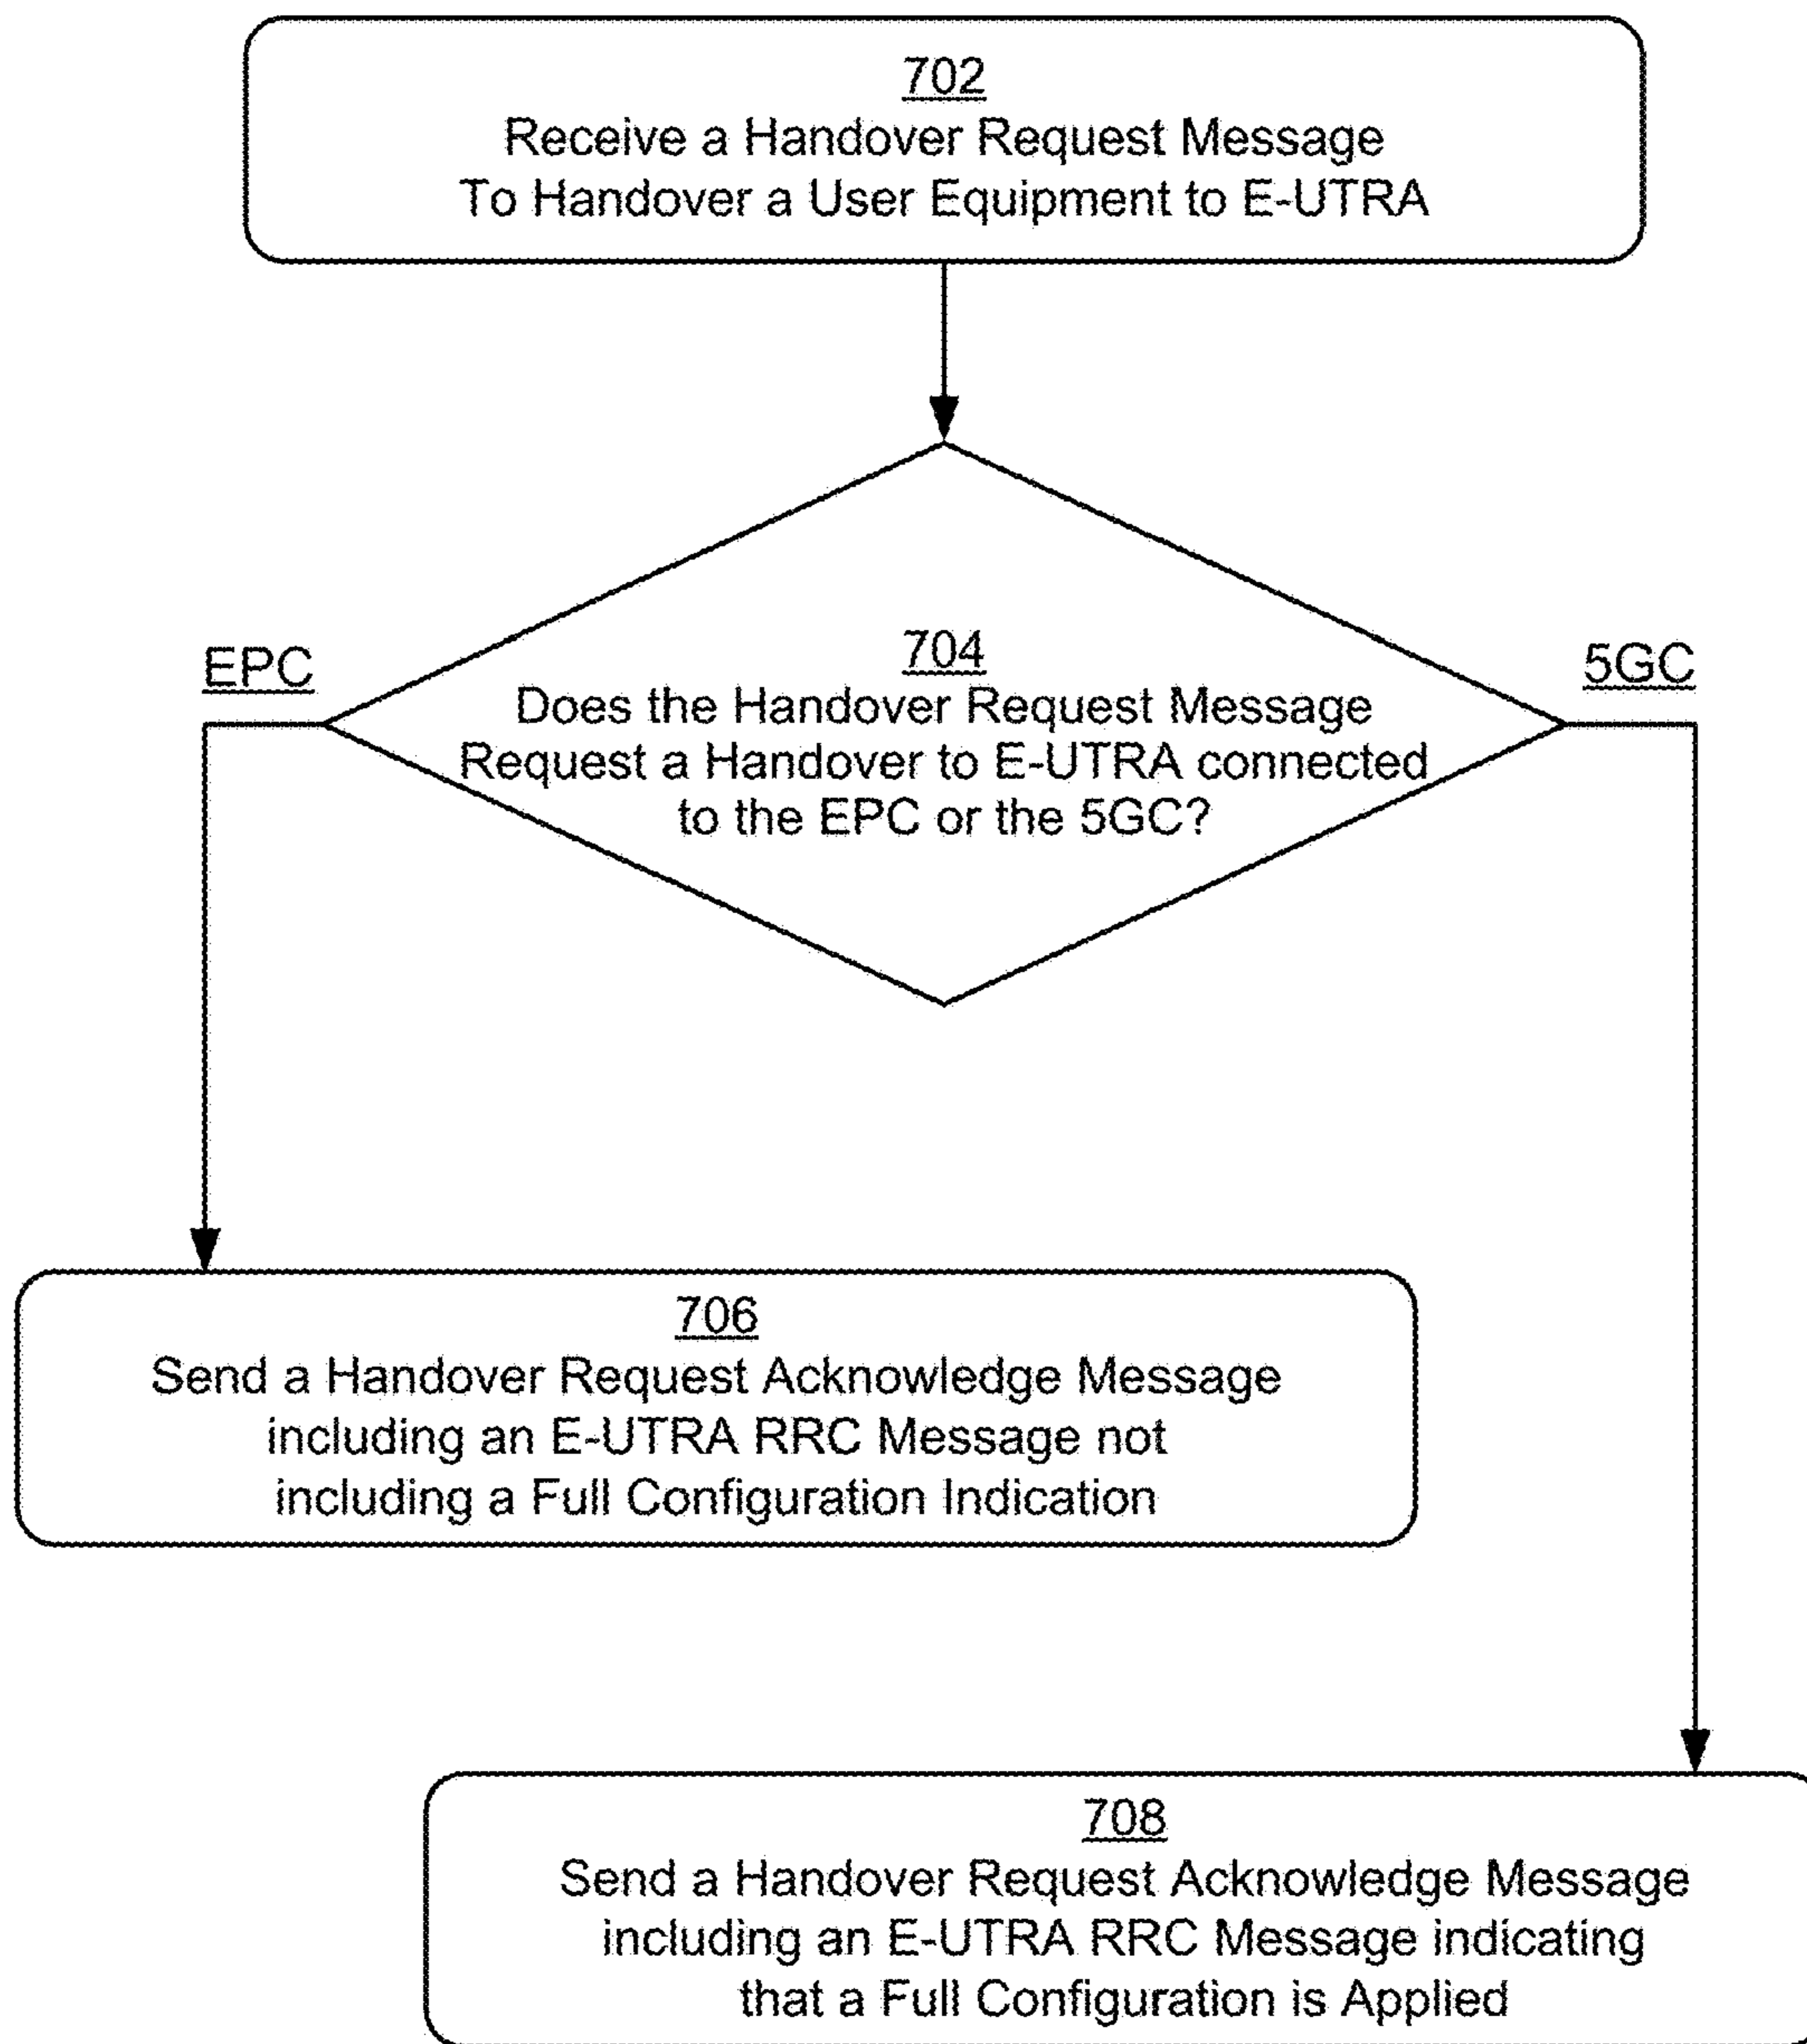 702
Receive a Handover Request Message
To Handover a User Equipment to E-UTRA
EPC
5GC
704
Does the Handover Request Message
Request a Handover to E-UTRA connected
to the EPC or the 5GC?
706
Send a Handover Request Acknowledge Message
including an E-UTRA RRC Message not
including a Full Configuration Indication
708
Send a Handover Request Acknowledge Message
including an E-UTRA RRC Message indicating
that a Full Configuration is Applied